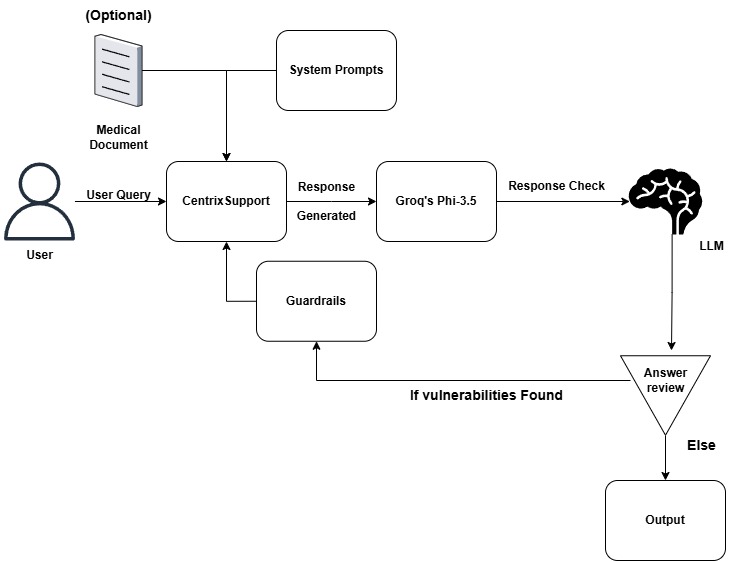 (Optional)
System Prompts
Medical
Document
User Query
CentrixSupport
Response
Generated
Groq's Phi-3.5
Response Check
User
LLM
Guardrails
Answer
review
If vulnerabilities Found
Else
Output